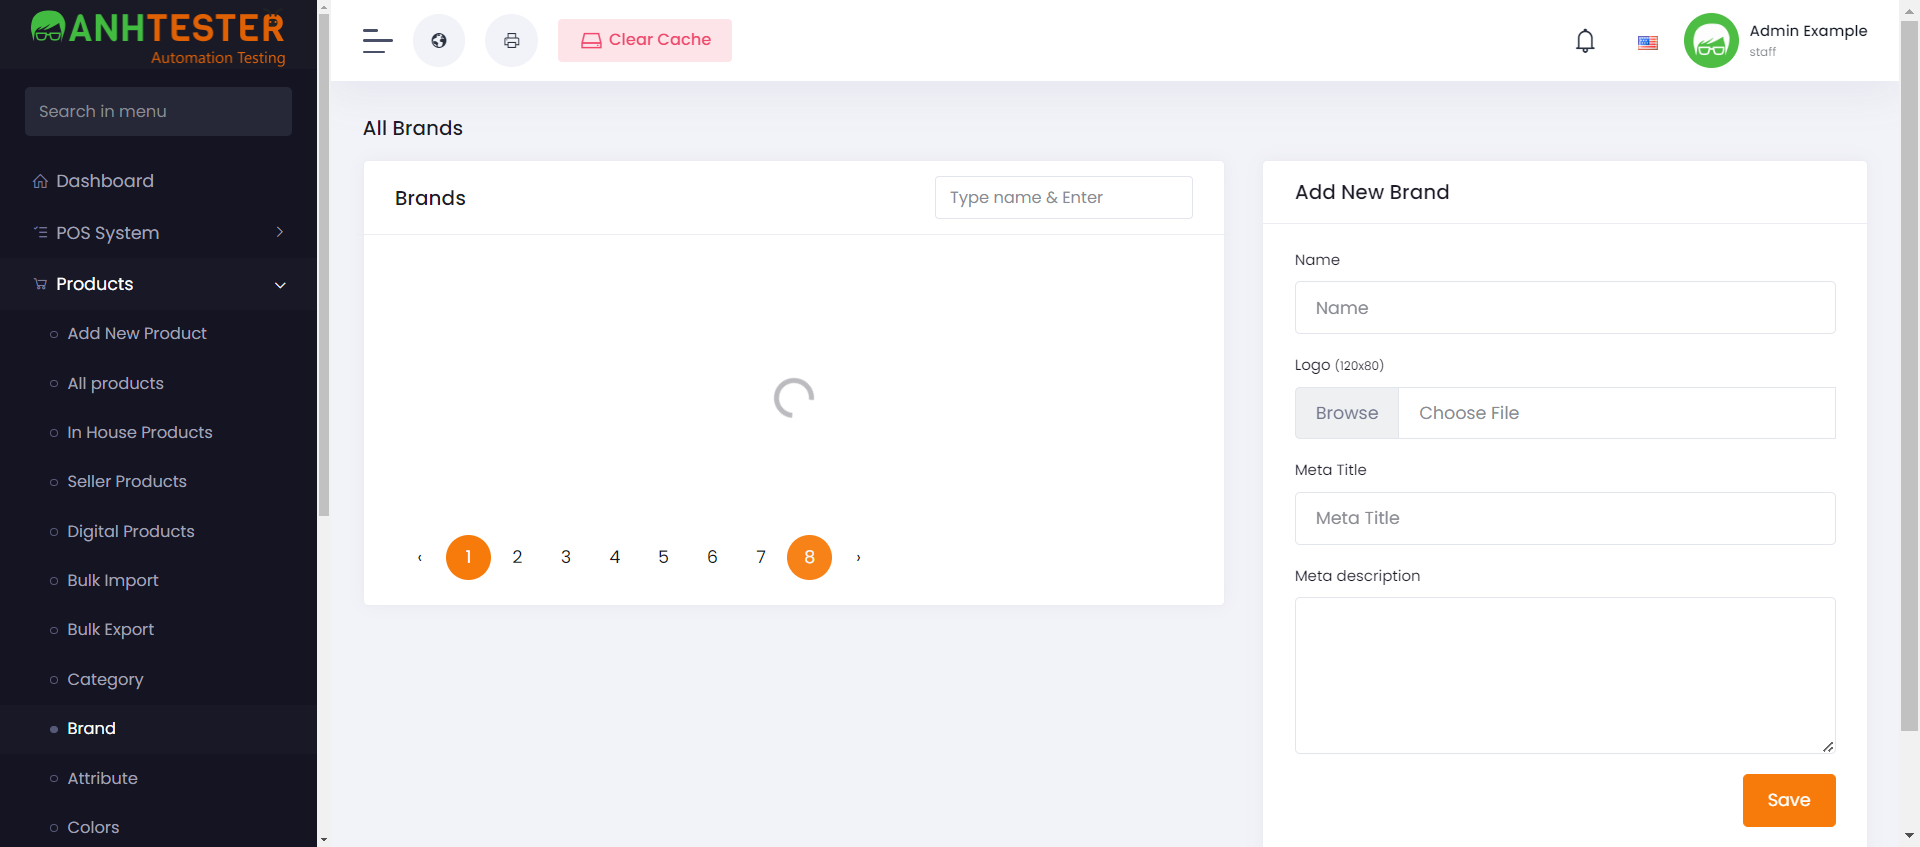 ANHTESTER
Automation Testing
Search in menu
Dashboard
POS System
Products
Add New Product
All products
In House Products
Seller Products
Digital Products
Bulk Import
Bulk Export
Category
Brand
Attribute
Colors
Clear Cache
Admin Example
staff
All Brands
Brands
Type name & Enter
‹ 1 2 3 4 5 6 7 8 ›
Add New Brand
Name
Name
Logo (120x80)
Browse Choose File
Meta Title
Meta Title
Meta description
Save